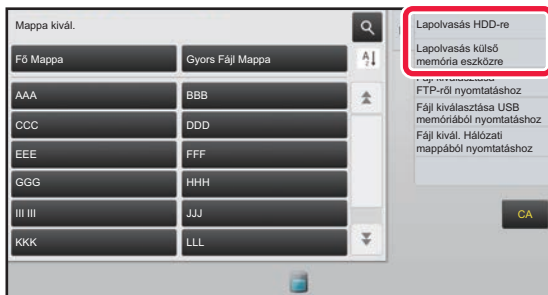 Mappa kivál.
Fő Mappa
Gyors Fájl Mappa
AAA
BBB
CCC
DDD
EEE
FFF
GGG
HHH
III III
JJJ
KKK
LLL
Lapolvasás HDD-re
Lapolvasás külső
memória eszközre
Fájl kiválasztása
FTP-ről nyomtatáshoz
Fájl kiválasztása USB
memóriából nyomtatáshoz
Fájl kivál. Hálózati
mappából nyomtatáshoz
CA